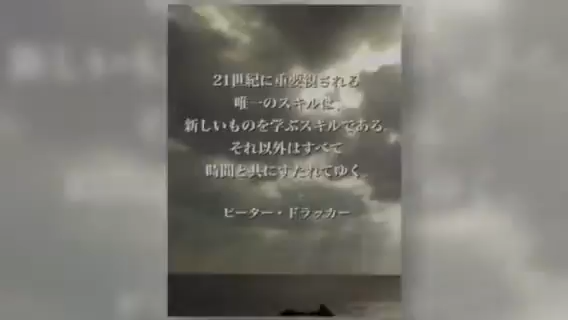 21世紀に重要視される
唯一のスキルは、
新しいものを学ぶスキルである。
それ以外はすべて
時間と共にすたれてゆく。
ピーター・ドラッカー